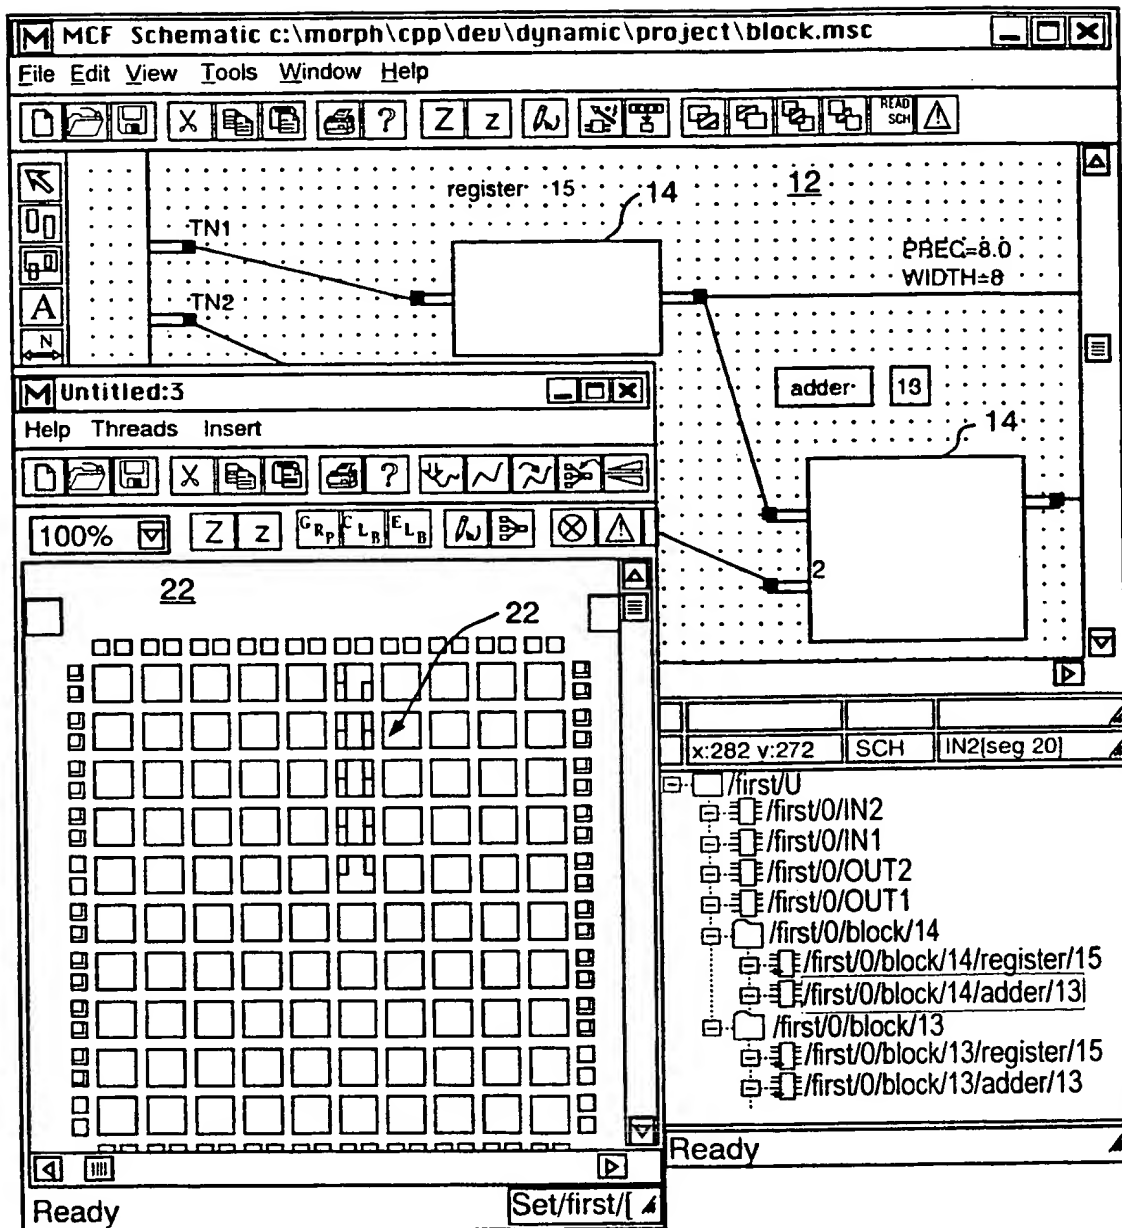 M MCF Schematic c:\morph\cpp\dev\dynamic\project\block.msc
File Edit View Tools Window Help
? Z z READ SCH
register 15
14
12
TN1
PREC=8.0
WIDTH=8
TN2
A
N
adder 13
14
2
M Untitled:3
Help Threads Insert
?
100% Z z GRP CLB ELB
22
22
x:282 v:272 SCH IN2[seg 20]
/first/U
/first/0/IN2
/first/0/IN1
/first/0/OUT2
/first/0/OUT1
/first/0/block/14
/first/0/block/14/register/15
/first/0/block/14/adder/13
/first/0/block/13
/first/0/block/13/register/15
/first/0/block/13/adder/13
Ready
Ready
Set/first/[